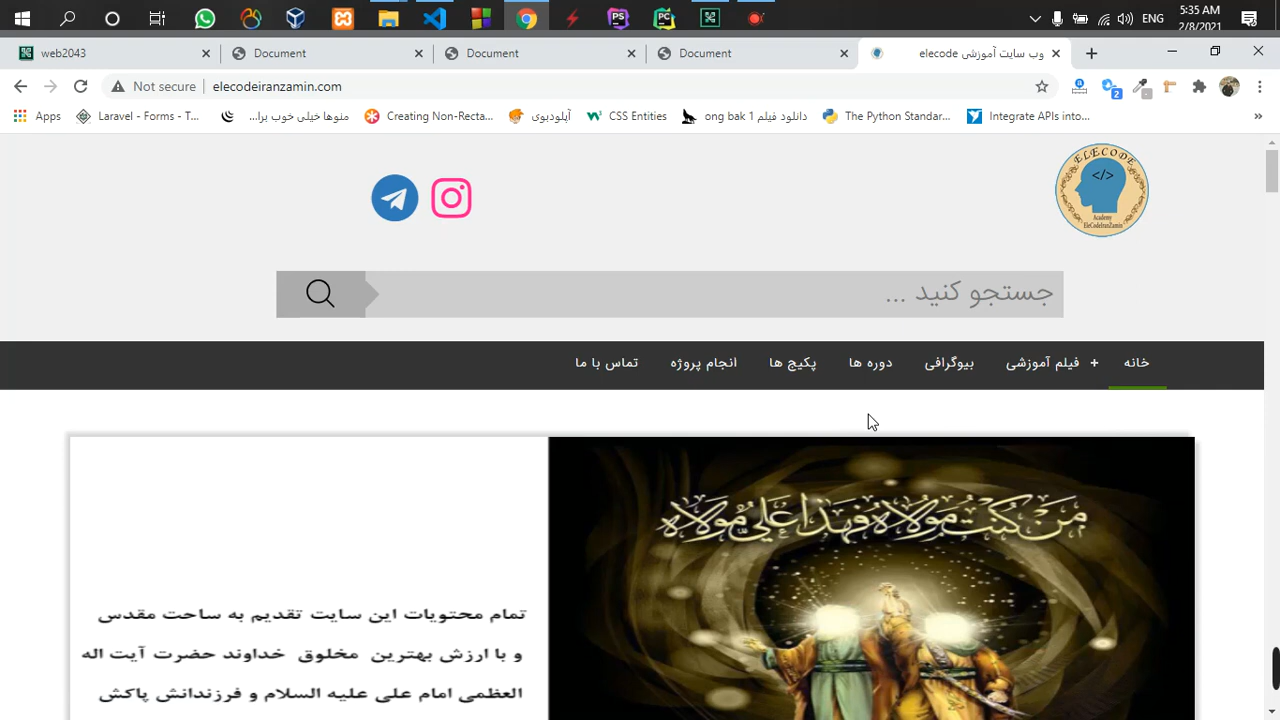 5:35 AM
ENG
2/8/2021
web2043
Document
Document
Document
وب سایت آموزشی elecode
Not secure
elecodeiranzamin.com
Apps
Laravel - Forms - T...
منوها خیلی خوب برا...
Creating Non-Recta...
آپلودبوی
CSS Entities
دانلود فیلم ong bak 1
The Python Standar...
Integrate APIs into...
ELECODE
</>
Academy
EleCodeIranZamin
جستجو کنید ...
خانه
فیلم آموزشی +
بیوگرافی
دوره ها
پکیج ها
انجام پروژه
تماس با ما
من کنت مولاه فهذا علی مولاه
تمام محتویات این سایت تقدیم به ساحت مقدس
و با ارزش بهترین مخلوق خداوند حضرت آیت اله
العظمی امام علی علیه السلام و فرزندانش پاکش